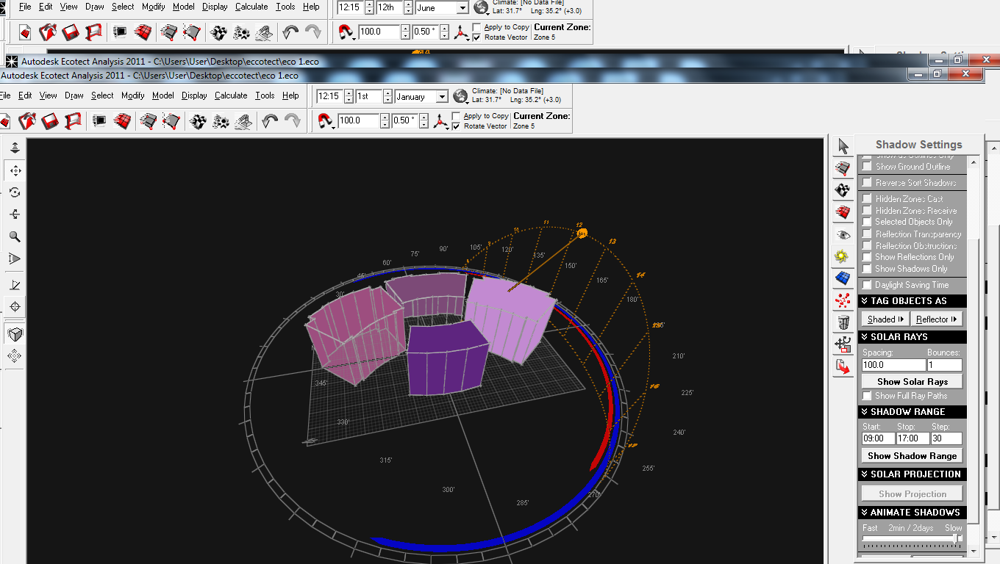 File Edit View Draw Select Modify Model Display Calculate Tools Help
12:15 12th June
Climate: [No Data File]
Lat: 31.7° Lng: 35.2° (+3.0)
100.0 0.50 °
Apply to Copy
Rotate Vector
Current Zone:
Zone 5
Autodesk Ecotect Analysis 2011 - C:\Users\User\Desktop\eccotect\eco 1.eco
Autodesk Ecotect Analysis 2011 - C:\Users\User\Desktop\eccotect\eco 1.eco
File Edit View Draw Select Modify Model Display Calculate Tools Help
12:15 1st January
Climate: [No Data File]
Lat: 31.7° Lng: 35.2° (+3.0)
100.0 0.50 °
Apply to Copy
Rotate Vector
Current Zone:
Zone 5
11
12
13
14
30'
45'
60'
75'
90'
105'
120'
135'
150'
165'
180'
210'
225'
240'
255'
270'
285'
300'
315'
330'
345'
Shadow Settings
Show as Outlines Only
Show Ground Outline
Reverse Sort Shadows
Hidden Zones Cast
Hidden Zones Receive
Selected Objects Only
Reflection Transparency
Reflection Obstructions
Show Reflections Only
Show Shadows Only
Daylight Saving Time
TAG OBJECTS AS
Shaded Reflector
SOLAR RAYS
Spacing: Bounces:
100.0 1
Show Solar Rays
Show Full Ray Paths
SHADOW RANGE
Start: Stop: Step:
09:00 17:00 30
Show Shadow Range
SOLAR PROJECTION
Show Projection
ANIMATE SHADOWS
Fast 2min / 2days Slow